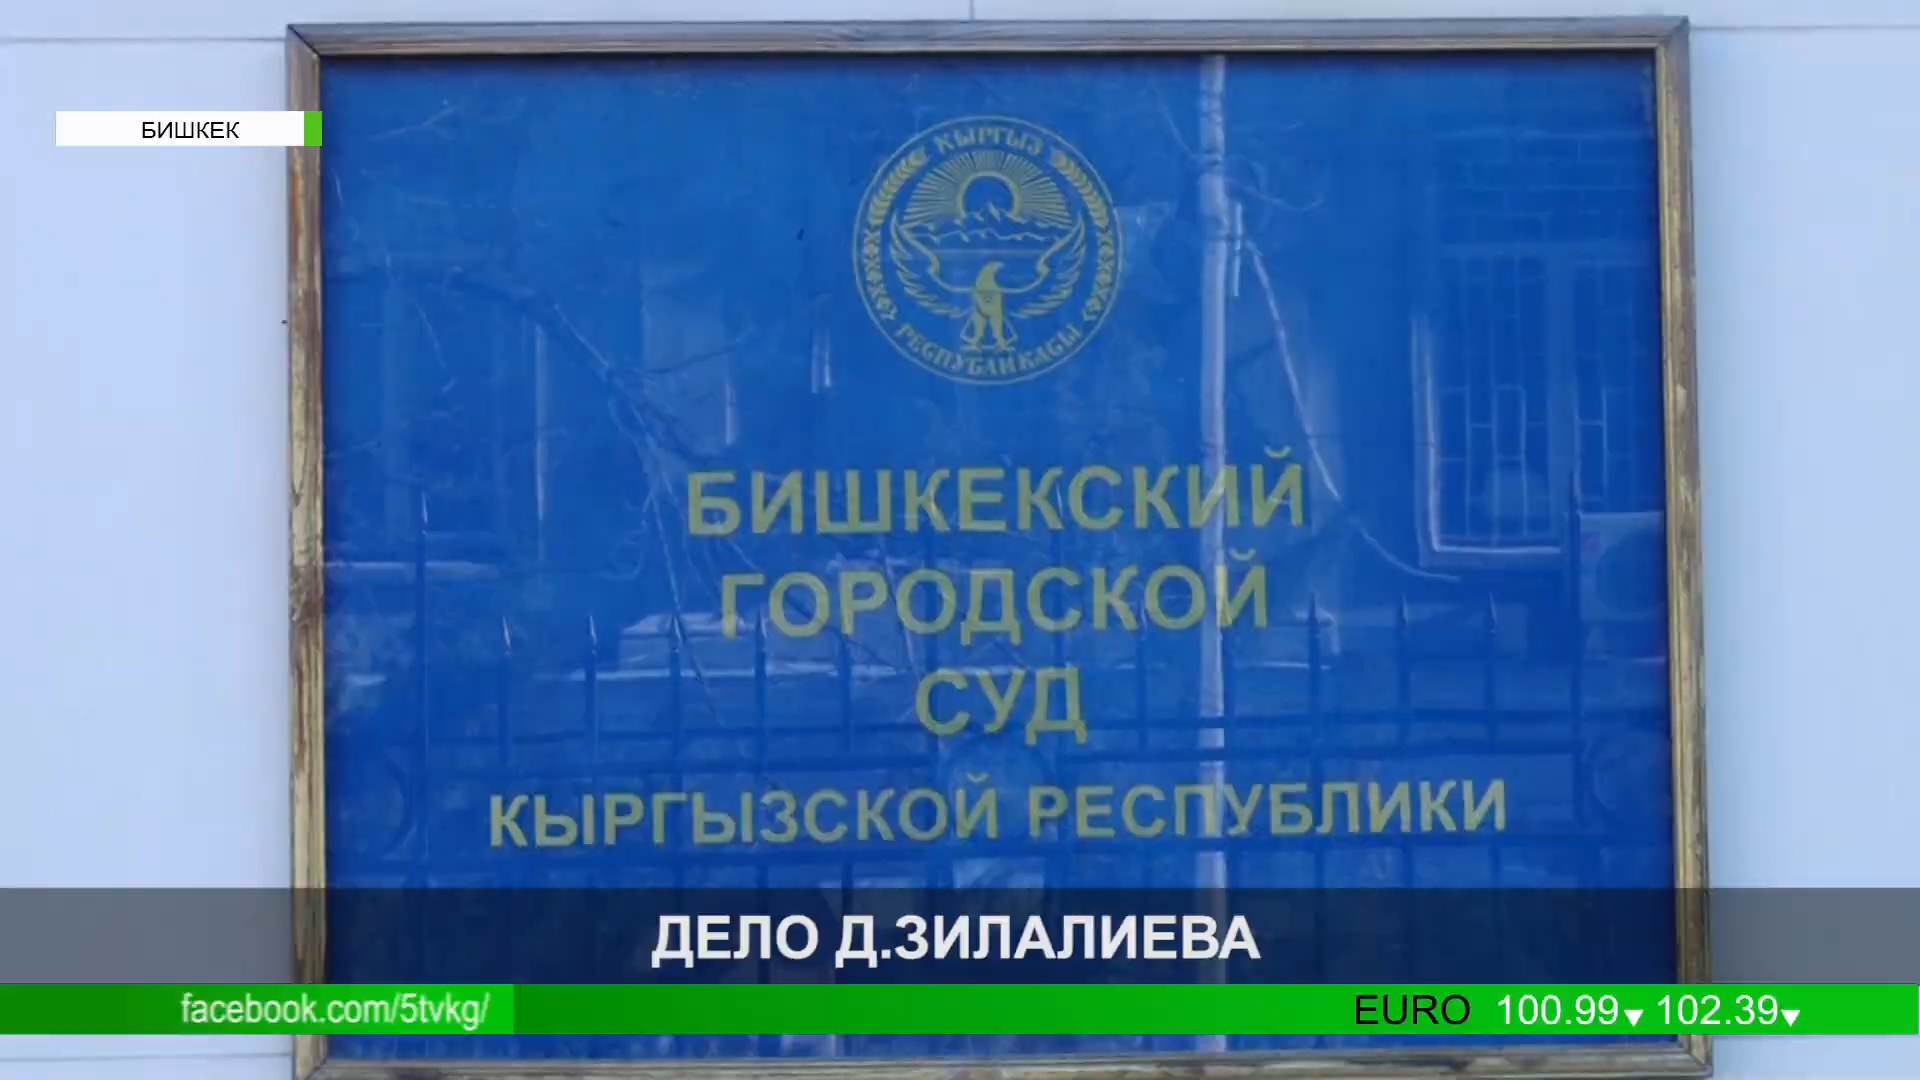 БИШКЕК
КЫРГЫЗ
РЕСПУБЛИКАСЫ
БИШКЕКСКИЙ
ГОРОДСКОЙ
СУД
КЫРГЫЗСКОЙ РЕСПУБЛИКИ
ДЕЛО Д.ЗИЛАЛИЕВА
facebook.com/5tvkg/
EURO 100.99 102.39